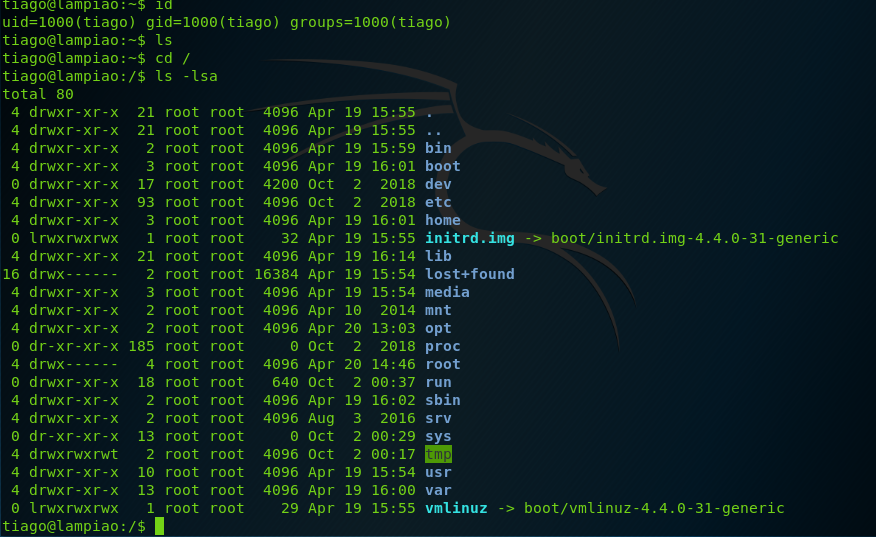 tiago@lampiao:~$ id
uid=1000(tiago) gid=1000(tiago) groups=1000(tiago)
tiago@lampiao:~$ ls
tiago@lampiao:~$ cd /
tiago@lampiao:/$ ls -lsa
total 80
 4 drwxr-xr-x  21 root root  4096 Apr 19 15:55 .
 4 drwxr-xr-x  21 root root  4096 Apr 19 15:55 ..
 4 drwxr-xr-x   2 root root  4096 Apr 19 15:59 bin
 4 drwxr-xr-x   3 root root  4096 Apr 19 16:01 boot
 0 drwxr-xr-x  17 root root  4200 Oct  2  2018 dev
 4 drwxr-xr-x  93 root root  4096 Oct  2  2018 etc
 4 drwxr-xr-x   3 root root  4096 Apr 19 16:01 home
 0 lrwxrwxrwx   1 root root    32 Apr 19 15:55 initrd.img -> boot/initrd.img-4.4.0-31-generic
 4 drwxr-xr-x  21 root root  4096 Apr 19 16:14 lib
16 drwx------   2 root root 16384 Apr 19 15:54 lost+found
 4 drwxr-xr-x   3 root root  4096 Apr 19 15:54 media
 4 drwxr-xr-x   2 root root  4096 Apr 10  2014 mnt
 4 drwxr-xr-x   2 root root  4096 Apr 20 13:03 opt
 0 dr-xr-xr-x 185 root root     0 Oct  2  2018 proc
 4 drwx------   4 root root  4096 Apr 20 14:46 root
 0 drwxr-xr-x  18 root root   640 Oct  2 00:37 run
 4 drwxr-xr-x   2 root root  4096 Apr 19 16:02 sbin
 4 drwxr-xr-x   2 root root  4096 Aug  3  2016 srv
 0 dr-xr-xr-x  13 root root     0 Oct  2 00:29 sys
 4 drwxrwxrwt   2 root root  4096 Oct  2 00:17 tmp
 4 drwxr-xr-x  10 root root  4096 Apr 19 15:54 usr
 4 drwxr-xr-x  13 root root  4096 Apr 19 16:00 var
 0 lrwxrwxrwx   1 root root    29 Apr 19 15:55 vmlinuz -> boot/vmlinuz-4.4.0-31-generic
tiago@lampiao:/$